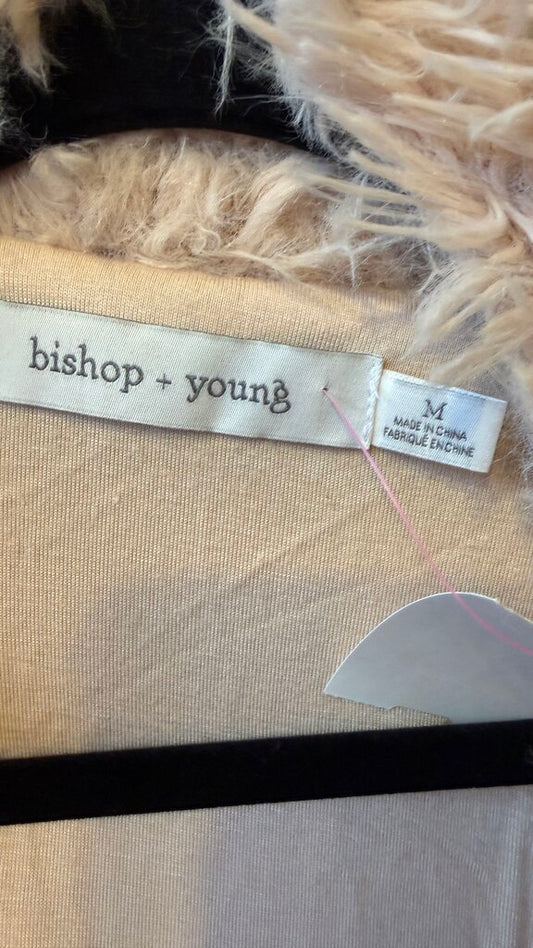 bishop + young
M
MADE IN CHINA
FABRIQUÉ EN CHINE